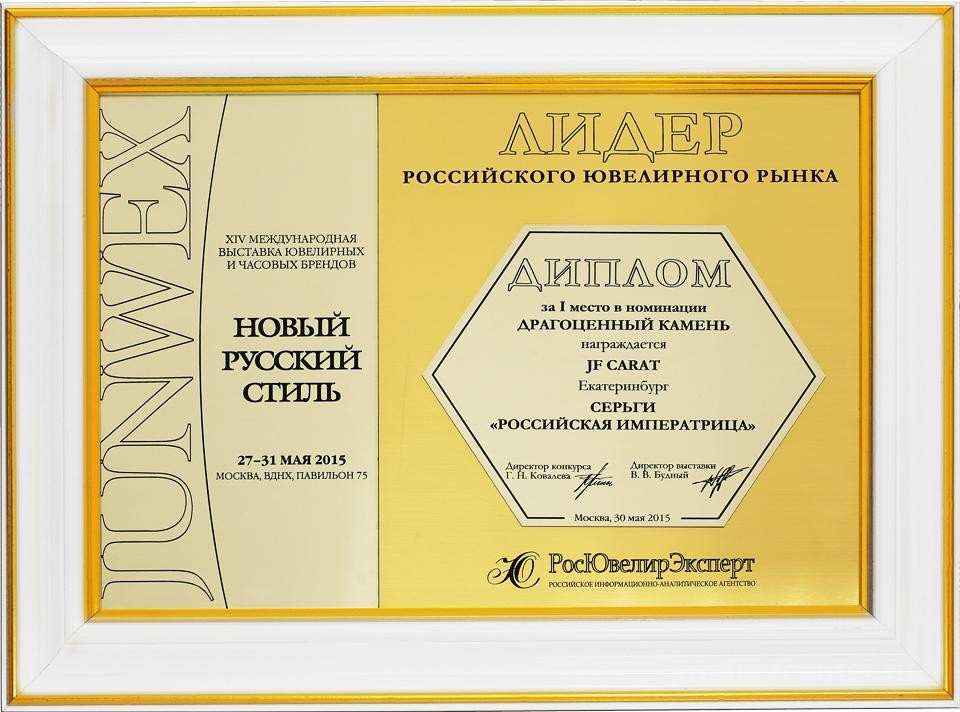 JUNWEX
XIV МЕЖДУНАРОДНАЯ
ВЫСТАВКА ЮВЕЛИРНЫХ
И ЧАСОВЫХ БРЕНДОВ
НОВЫЙ
РУССКИЙ
СТИЛЬ
27–31 МАЯ 2015
МОСКВА, ВДНХ, ПАВИЛЬОН 75
ЛИДЕР
РОССИЙСКОГО ЮВЕЛИРНОГО РЫНКА
ДИПЛОМ
за I место в номинации
ДРАГОЦЕННЫЙ КАМЕНЬ
награждается
JF CARAT
Екатеринбург
СЕРЬГИ
«РОССИЙСКАЯ ИМПЕРАТРИЦА»
Директор конкурса
Г. Н. Ковалева
Директор выставки
В. В. Будный
Москва, 30 мая 2015
РосЮвелирЭксперт
РОССИЙСКОЕ ИНФОРМАЦИОННО-АНАЛИТИЧЕСКОЕ АГЕНТСТВО